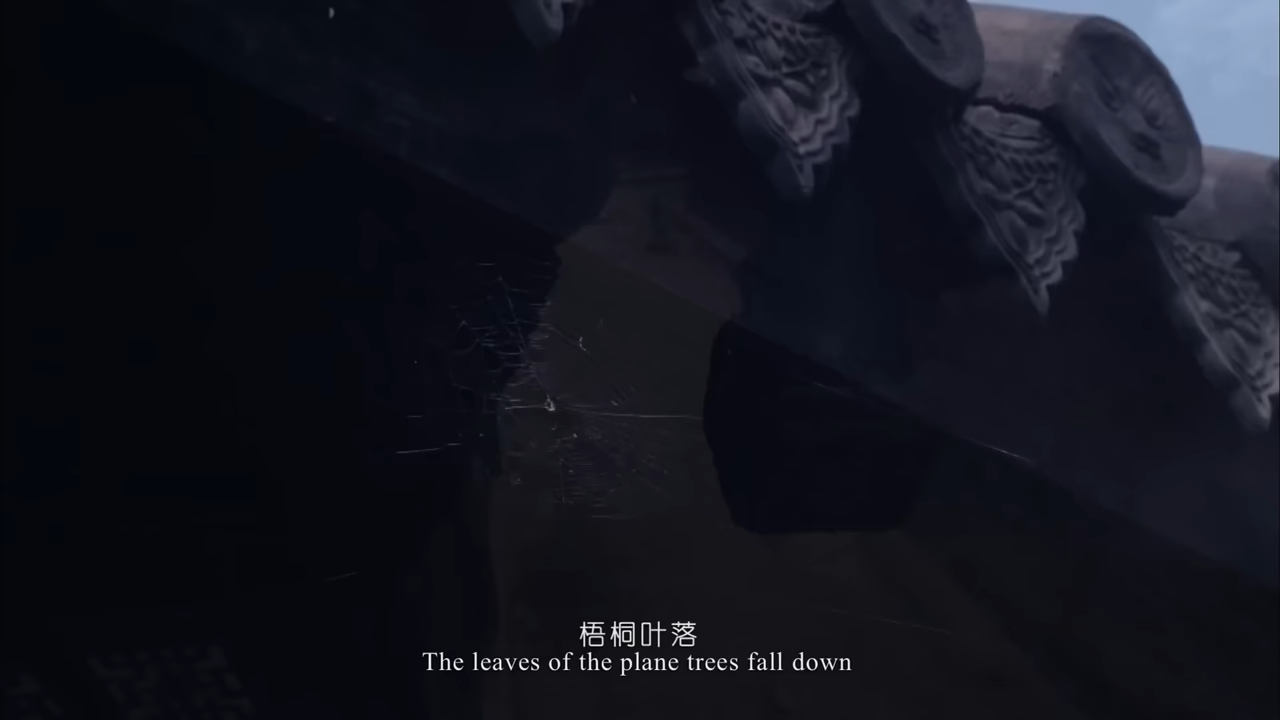 梧桐叶落
The leaves of the plane trees fall down